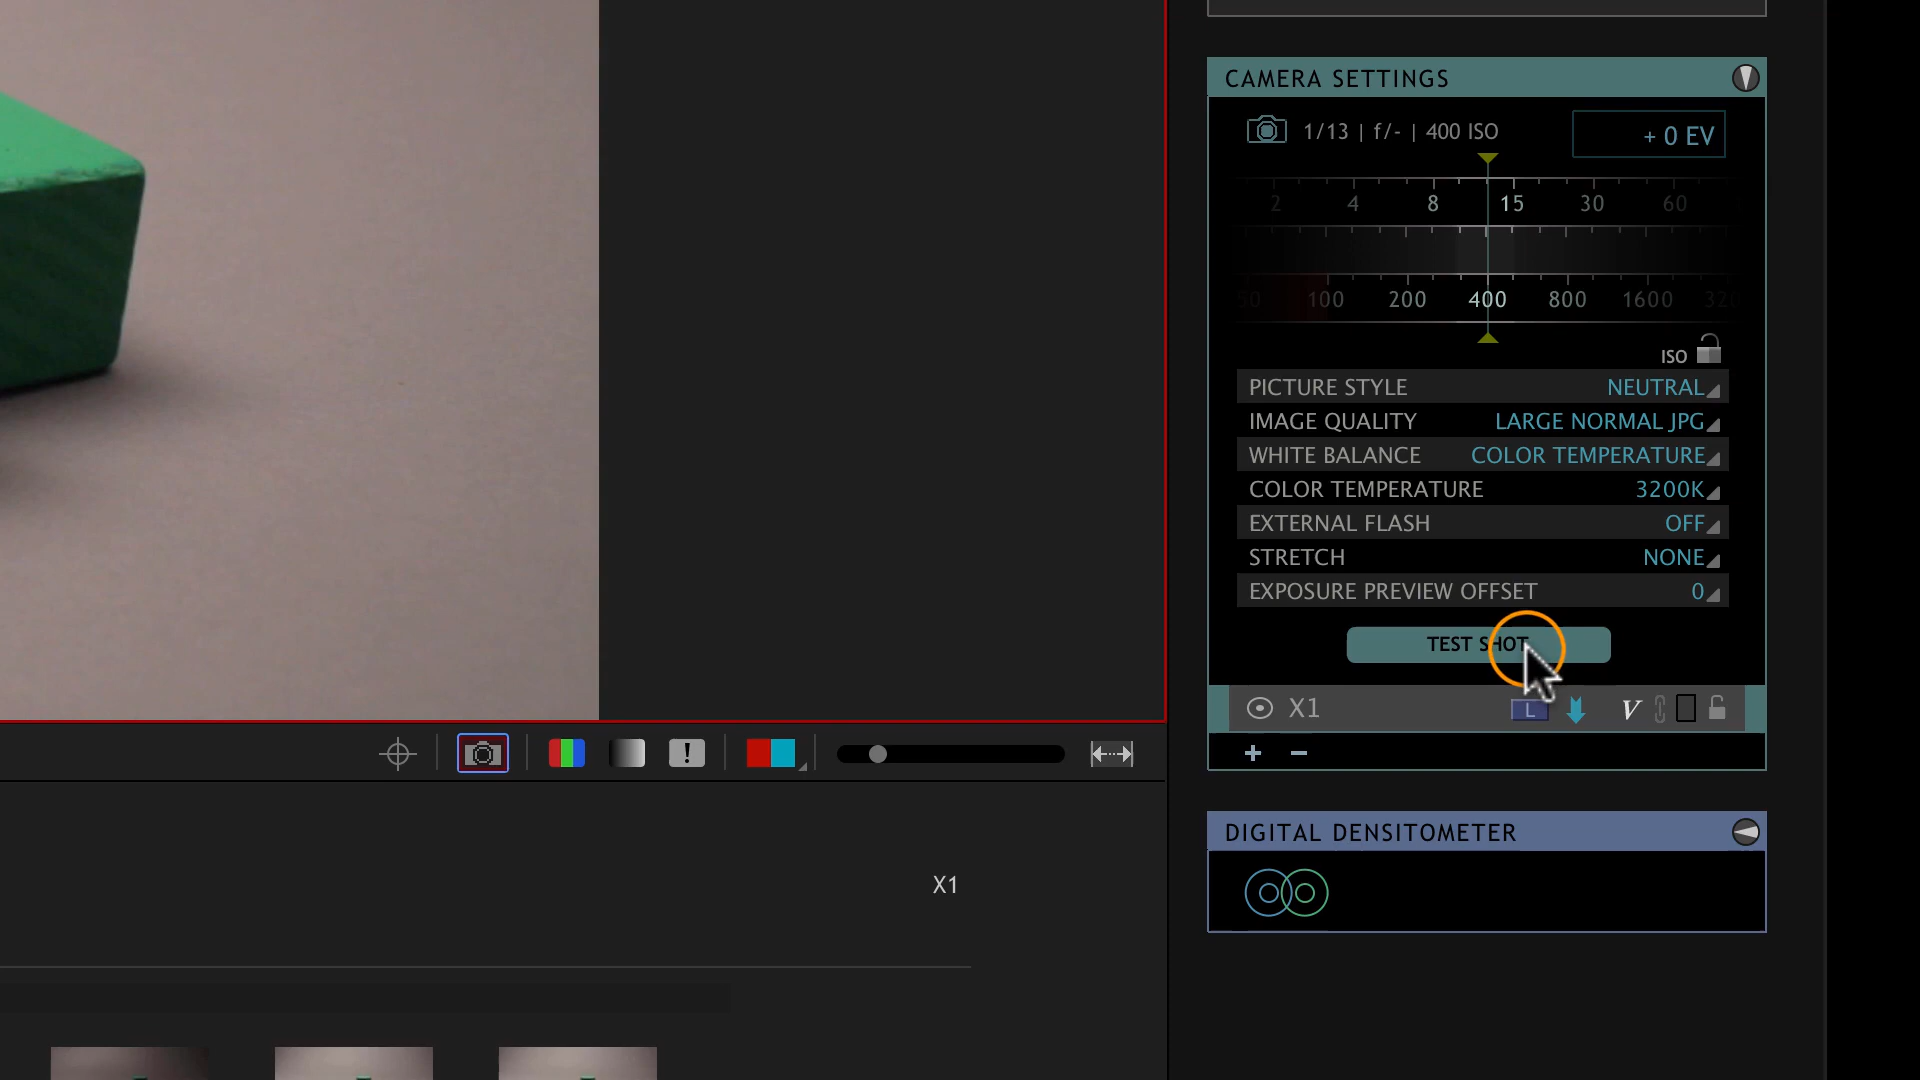 CAMERA SETTINGS
1/13 | f/- | 400 ISO
+ 0 EV
2 4 8 15 30 60
100 200 400 800 1600
ISO
PICTURE STYLE NEUTRAL
IMAGE QUALITY LARGE NORMAL JPG
WHITE BALANCE COLOR TEMPERATURE
COLOR TEMPERATURE 3200K
EXTERNAL FLASH OFF
STRETCH NONE
EXPOSURE PREVIEW OFFSET 0
TEST SHOT
X1 L V
+ −
!
DIGITAL DENSITOMETER
X1